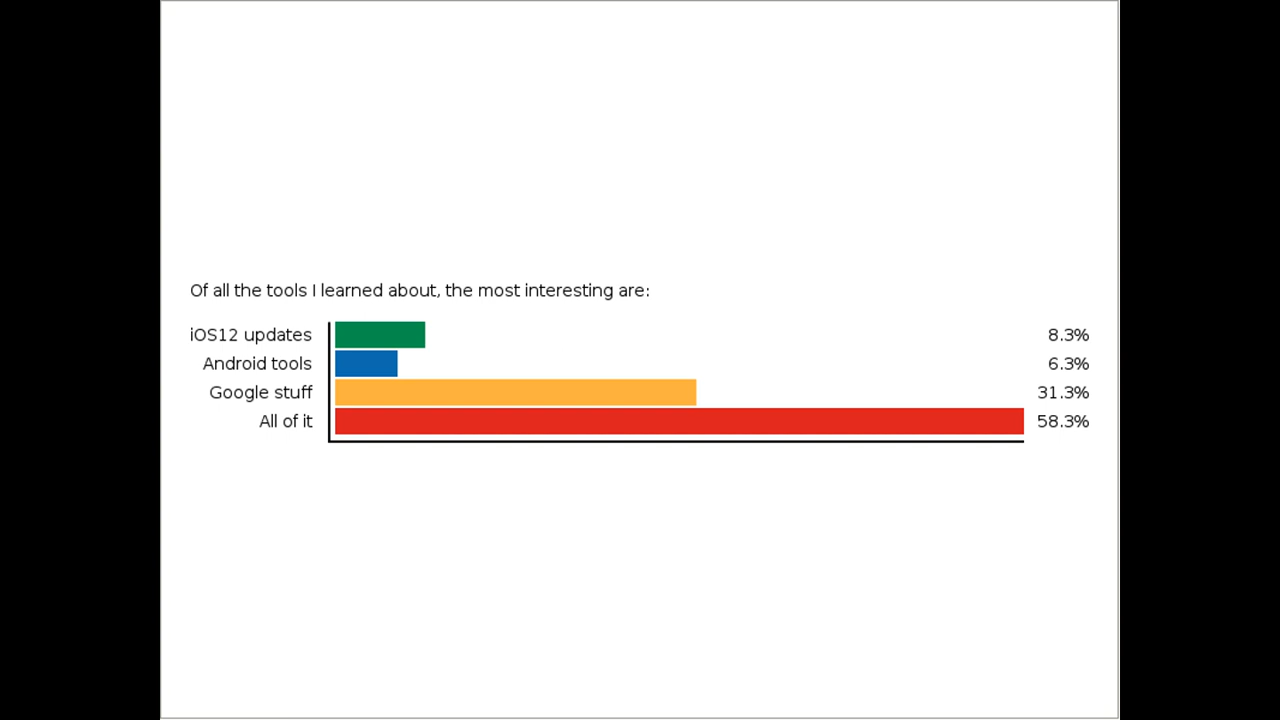 Of all the tools I learned about, the most interesting are:
iOS12 updates 8.3%
Android tools 6.3%
Google stuff 31.3%
All of it 58.3%